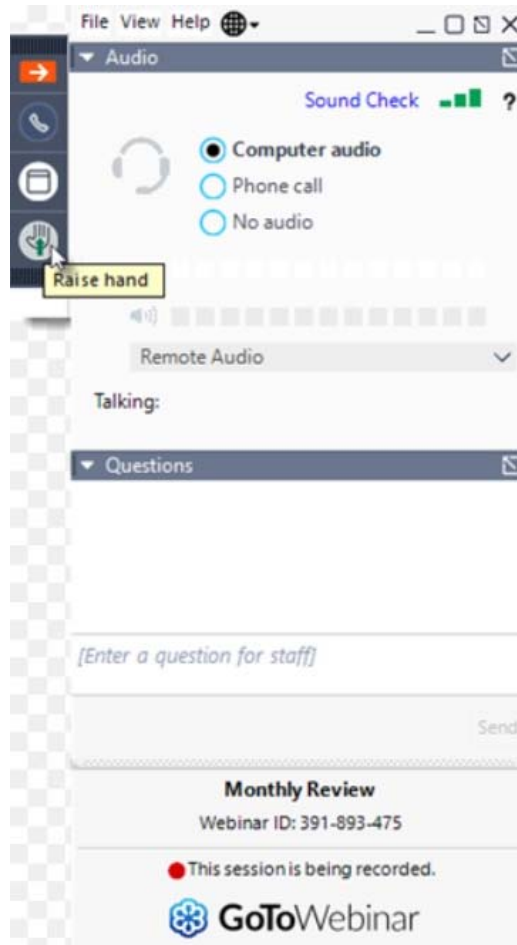 File View Help
Audio
Sound Check ?
Computer audio
Phone call
No audio
Raise hand
Remote Audio
Talking:
Questions
[Enter a question for staff]
Send
Monthly Review
Webinar ID: 391-893-475
This session is being recorded.
GoToWebinar